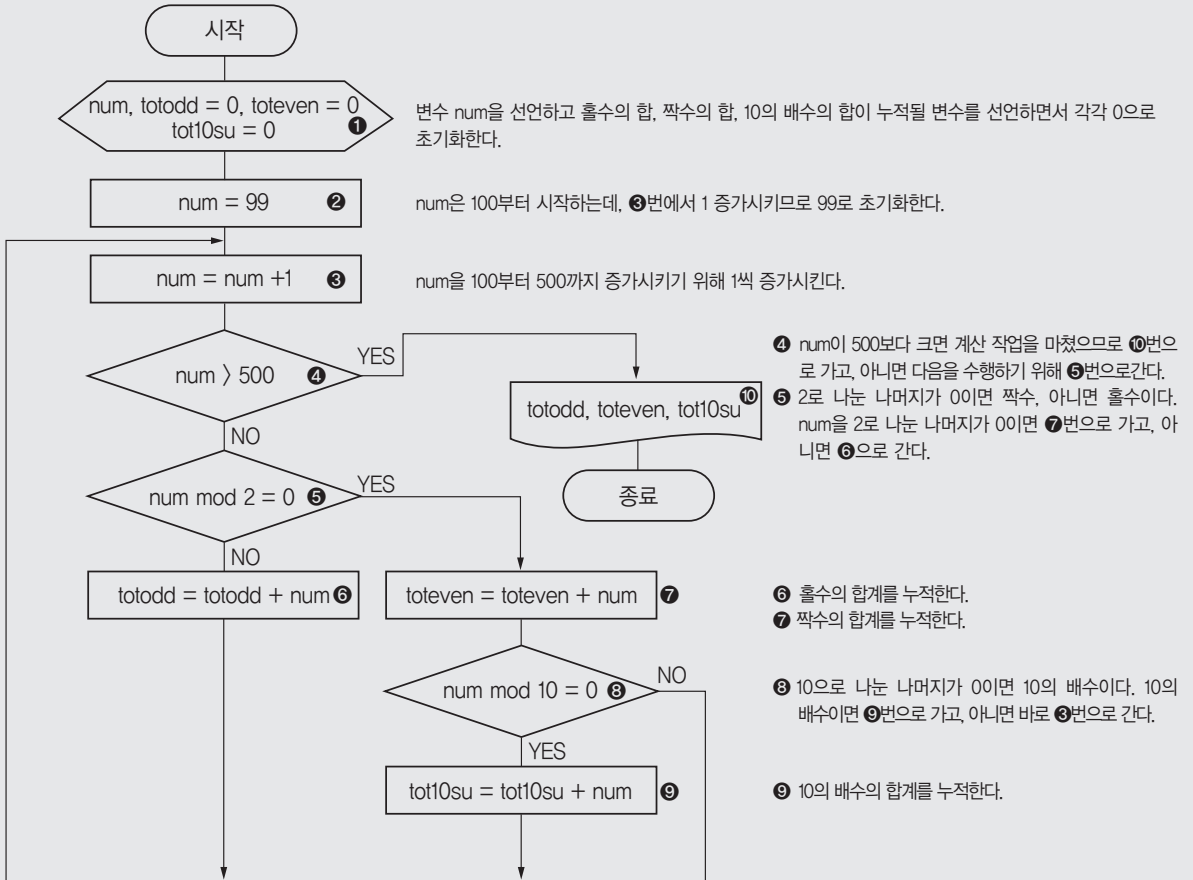 시작
num, totodd = 0, toteven = 0
tot10su = 0 ❶
변수 num을 선언하고 홀수의 합, 짝수의 합, 10의 배수의 합이 누적될 변수를 선언하면서 각각 0으로
초기화한다.
num = 99 ❷
num은 100부터 시작하는데, ❸번에서 1 증가시키므로 99로 초기화한다.
num = num +1 ❸
num을 100부터 500까지 증가시키기 위해 1씩 증가시킨다.
num > 500 ❹
YES
NO
totodd, toteven, tot10su ❿
종료
❹ num이 500보다 크면 계산 작업을 마쳤으므로 ❿번으
로 가고, 아니면 다음을 수행하기 위해 ❺번으로간다.
❺ 2로 나눈 나머지가 0이면 짝수, 아니면 홀수이다.
num을 2로 나눈 나머지가 0이면 ❼번으로 가고, 아
니면 ❻으로 간다.
num mod 2 = 0 ❺
YES
NO
totodd = totodd + num ❻
toteven = toteven + num ❼
❻ 홀수의 합계를 누적한다.
❼ 짝수의 합계를 누적한다.
num mod 10 = 0 ❽
NO
YES
❽ 10으로 나눈 나머지가 0이면 10의 배수이다. 10의
배수이면 ❾번으로 가고, 아니면 바로 ❸번으로 간다.
tot10su = tot10su + num ❾
❾ 10의 배수의 합계를 누적한다.